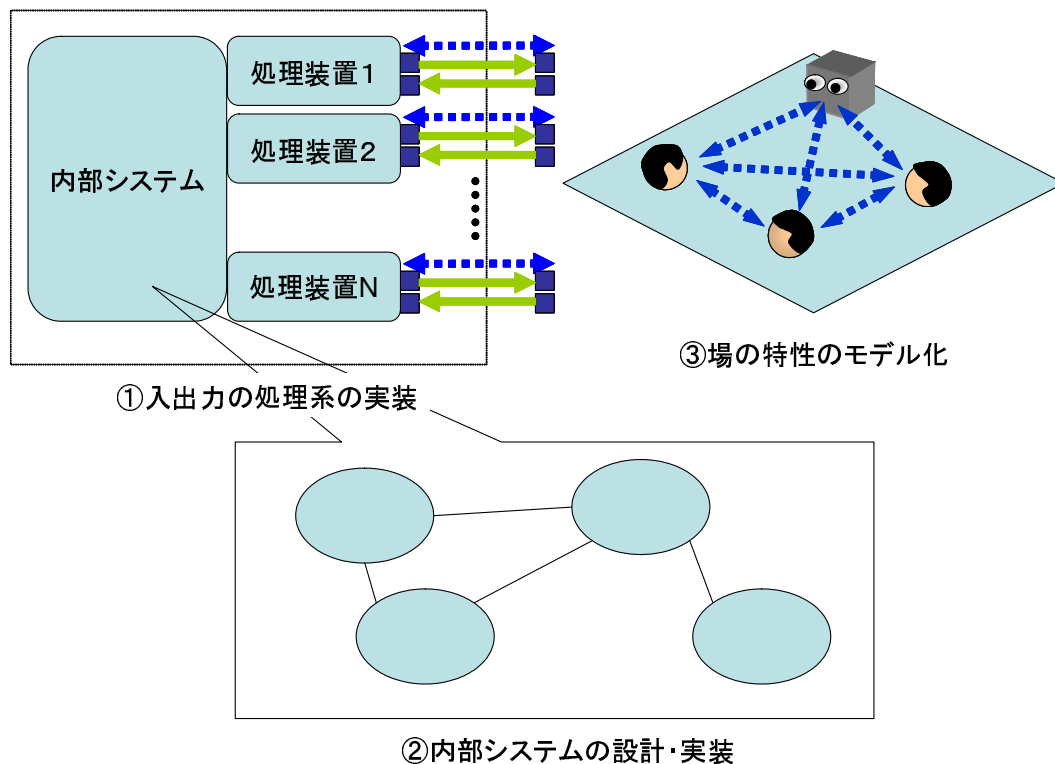 処理装置1
処理装置2
内部システム
処理装置N
③場の特性のモデル化
①入出力の処理系の実装
②内部システムの設計・実装